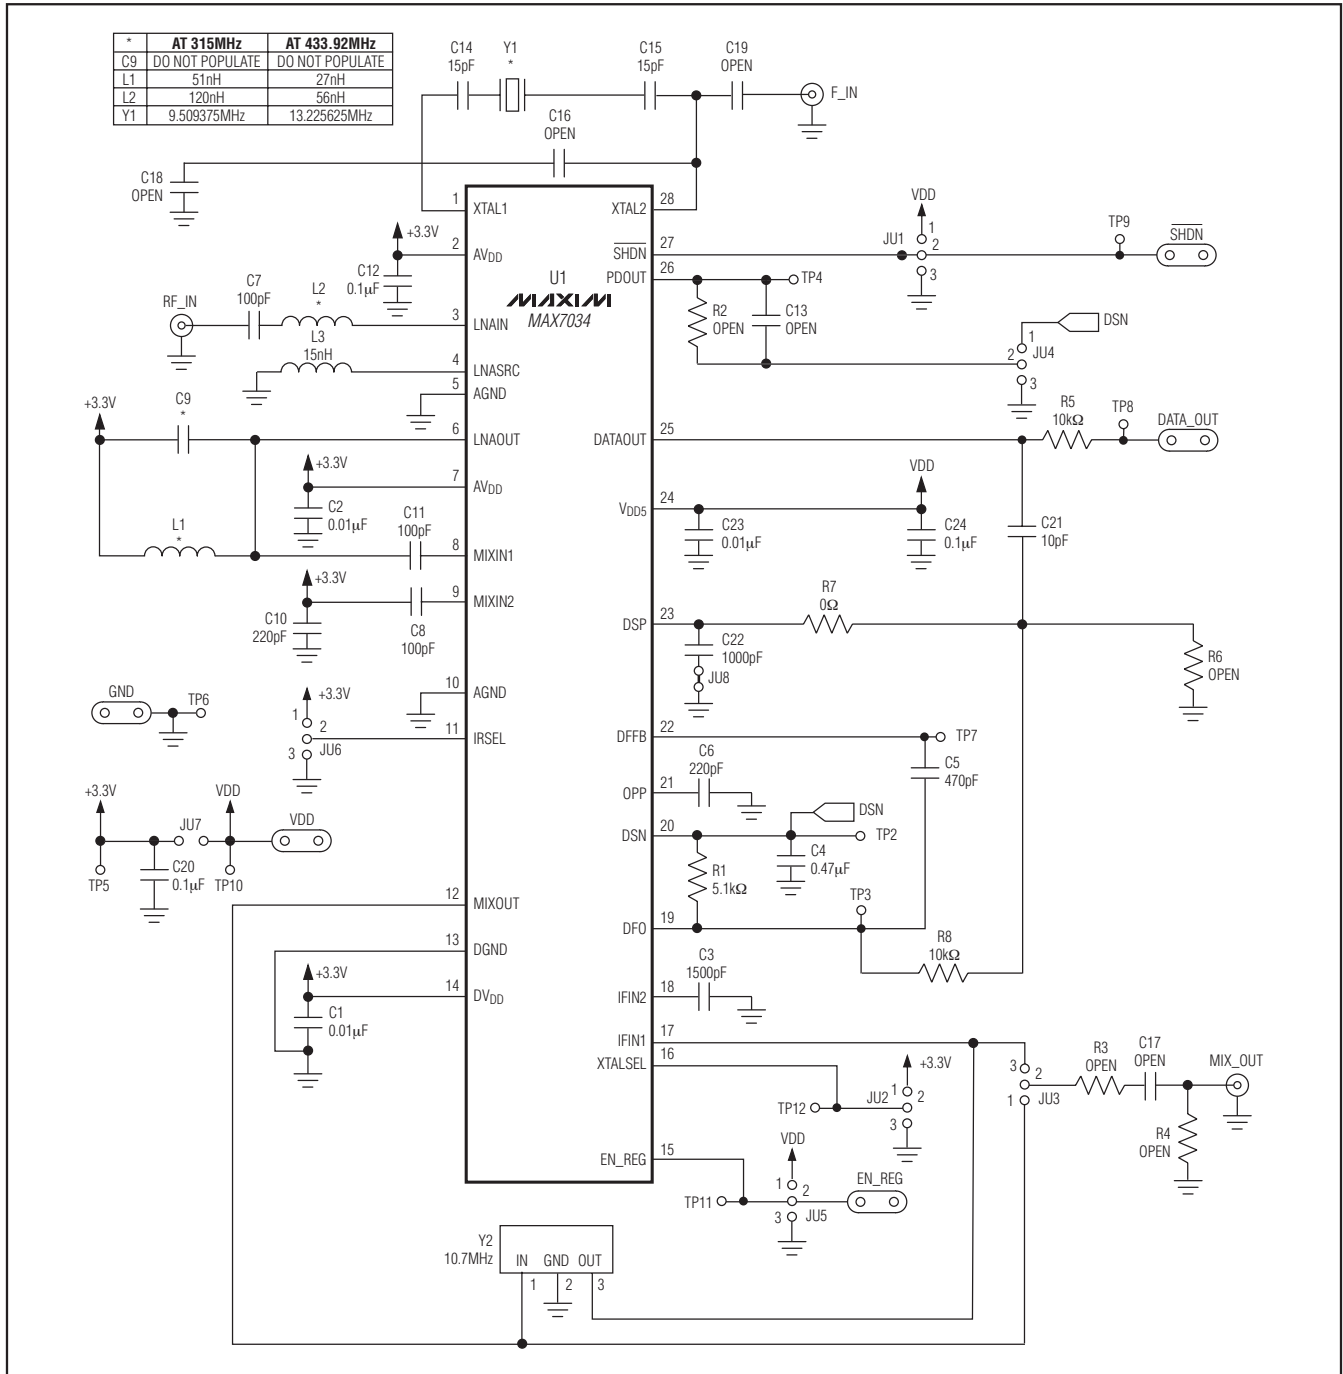 * AT 315MHz AT 433.92MHz
C9 DO NOT POPULATE DO NOT POPULATE
L1 51nH 27nH
L2 120nH 56nH
Y1 9.509375MHz 13.225625MHz
C14
15pF
Y1
*
C15
15pF
C19
OPEN
F_IN
C16
OPEN
C18
OPEN
1 XTAL1
XTAL2 28
+3.3V
2 AVDD
C12
0.1µF
U1
MAXIM
MAX7034
SHDN 27
VDD
JU1
1
2
3
TP9
SHDN
PDOUT 26
TP4
R2
OPEN
C13
OPEN
DSN
1
2 JU4
3
RF_IN
C7
100pF
L2
*
3 LNAIN
L3
15nH
4 LNASRC
5 AGND
+3.3V
C9
*
6 LNAOUT
DATAOUT 25
R5
10kΩ
TP8
DATA_OUT
+3.3V
7 AVDD
C2
0.01µF
VDD5 24
VDD
C23
0.01µF
C24
0.1µF
C21
10pF
L1
*
C11
100pF
8 MIXIN1
+3.3V
9 MIXIN2
C10
220pF
C8
100pF
DSP 23
R7
0Ω
C22
1000pF
JU8
R6
OPEN
GND
TP6
10 AGND
+3.3V
1
2
3 JU6
11 IRSEL
DFFB 22
TP7
C5
470pF
C6
220pF
OPP 21
DSN
DSN 20
TP2
R1
5.1kΩ
C4
0.47µF
+3.3V
VDD
JU7
VDD
TP5
C20
0.1µF
TP10
12 MIXOUT
DFO 19
TP3
R8
10kΩ
13 DGND
+3.3V
14 DVDD
C1
0.01µF
C3
1500pF
IFIN2 18
IFIN1 17
XTALSEL 16
+3.3V
TP12
JU2
1
2
3
3
2
1 JU3
R3
OPEN
C17
OPEN
MIX_OUT
R4
OPEN
EN_REG 15
VDD
TP11
1
2
3 JU5
EN_REG
Y2
10.7MHz
IN GND OUT
1 2 3